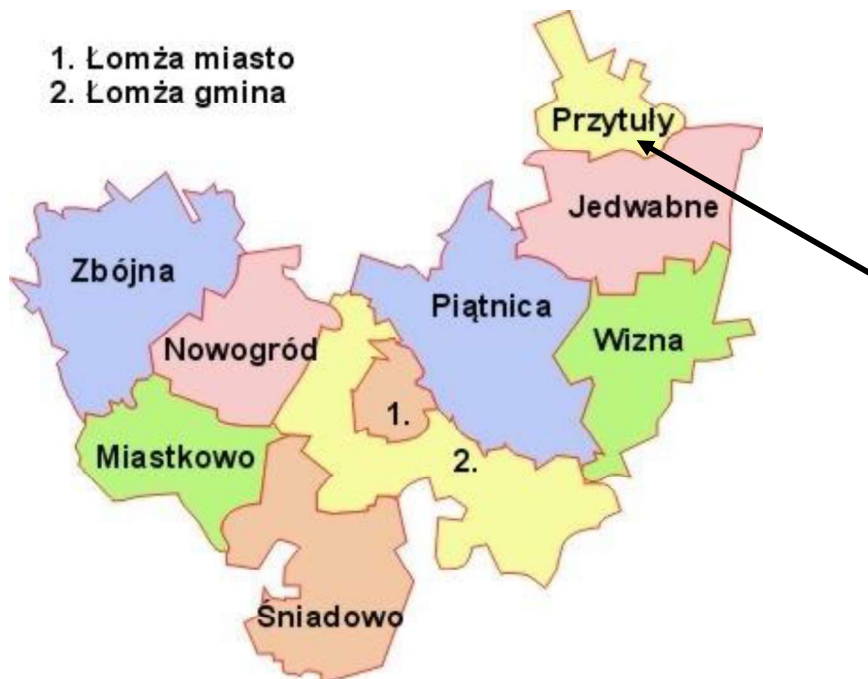 1. Łomża miasto
2. Łomża gmina
Przytuły
Jedwabne
Zbójna
Piątnica
Nowogród
Wizna
1.
Miastkowo
2.
Śniadowo